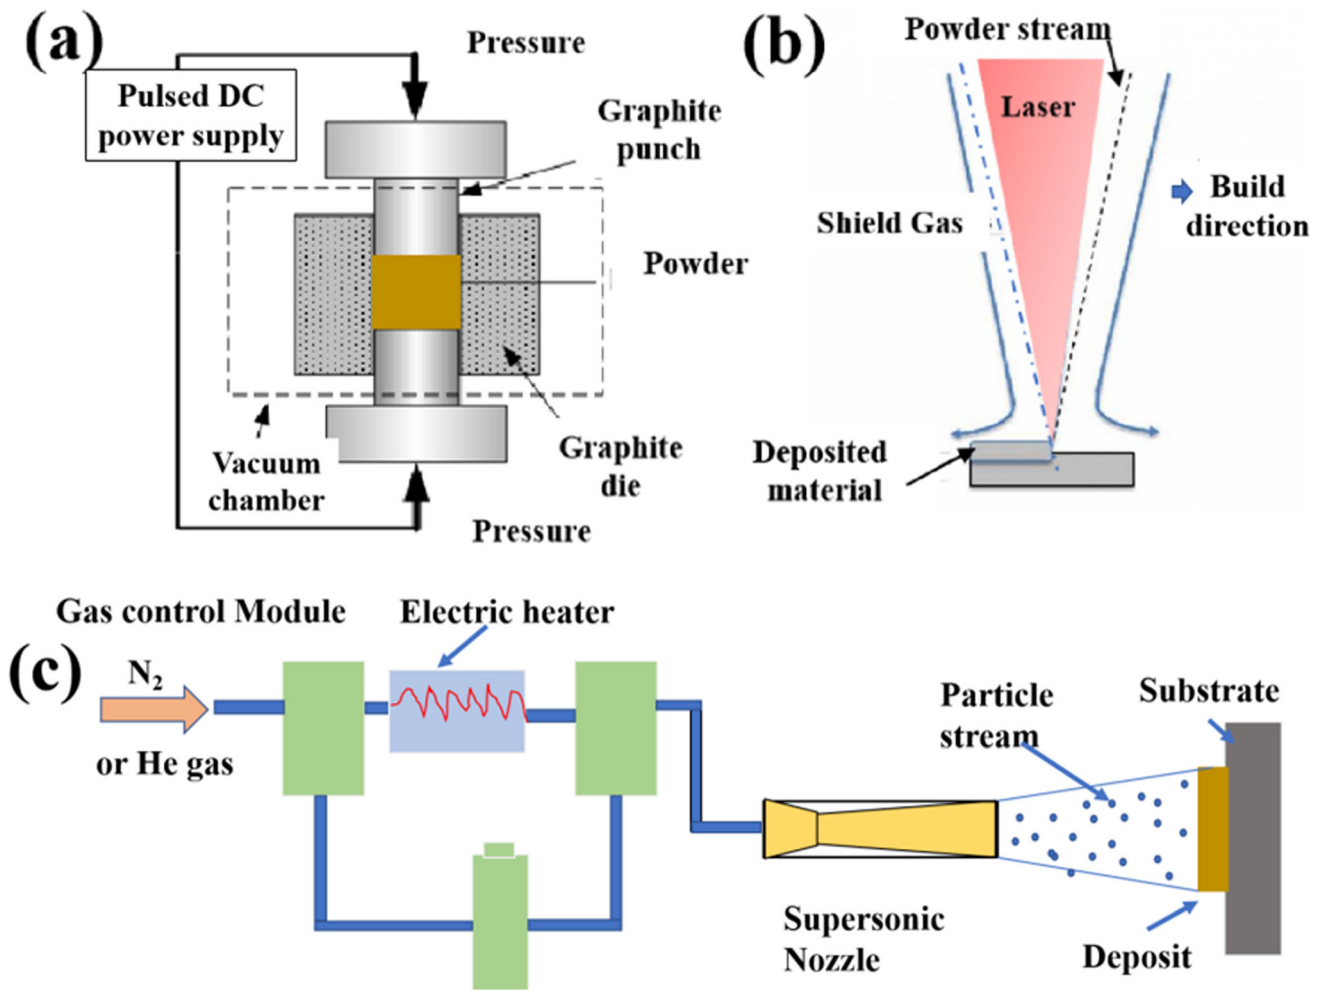 (a)
Pressure
Pulsed DC
power supply
Graphite
punch
Powder
Graphite
die
Vacuum
chamber
Pressure
(b)
Powder stream
Laser
Shield Gas
Build
direction
Deposited
material
(c)
Gas control Module
Electric heater
N₂
or He gas
Particle
stream
Substrate
Supersonic
Nozzle
Deposit